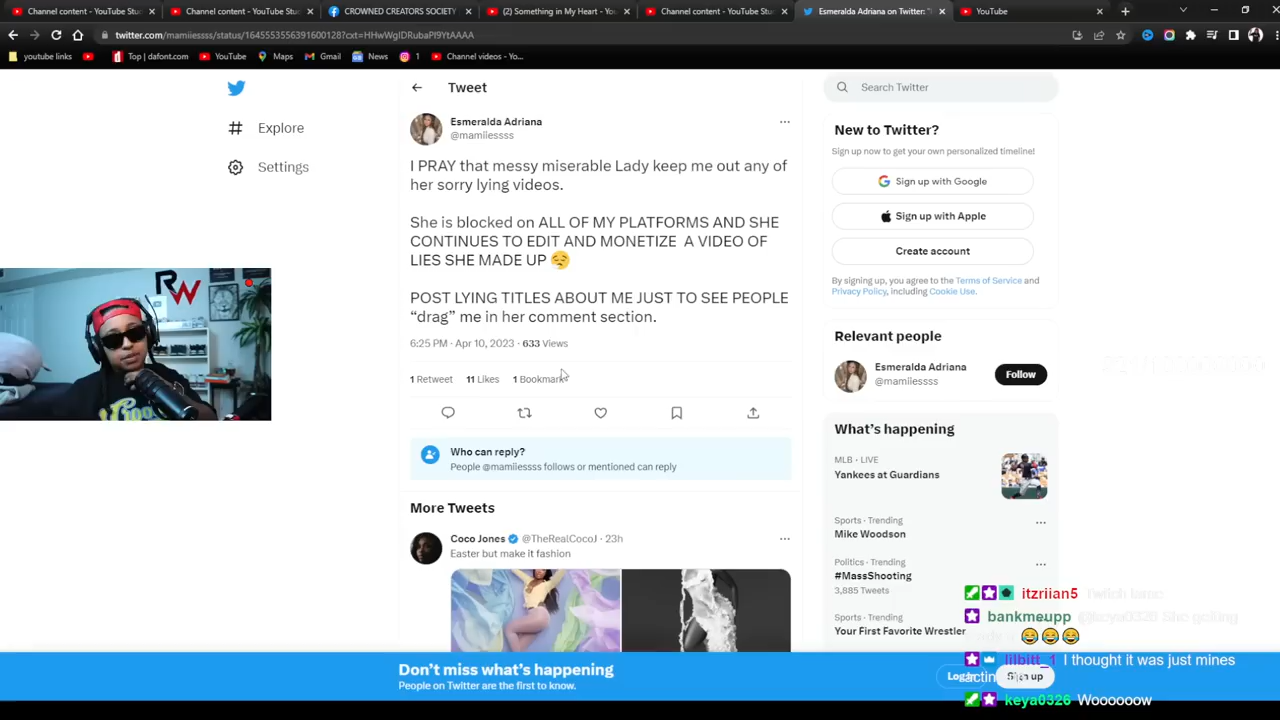 Channel content - YouTube Stu
Channel content - YouTube Stu
CROWNED CREATORS SOCIETY
(2) Something in My Heart - You
Channel content - YouTube Stu
Esmeralda Adriana on Twitter: "I
YouTube
twitter.com/mamiiessss/status/1645553556391600128?cxt=HHwWgIDRubaPI9YtAAAA
youtube links
Top | dafont.com
YouTube
Maps
Gmail
News
1
Channel videos - Yo...
Explore
Settings
Tweet
Esmeralda Adriana
@mamiiessss
I PRAY that messy miserable Lady keep me out any of
her sorry lying videos.
She is blocked on ALL OF MY PLATFORMS AND SHE
CONTINUES TO EDIT AND MONETIZE A VIDEO OF
LIES SHE MADE UP 😪
POST LYING TITLES ABOUT ME JUST TO SEE PEOPLE
“drag” me in her comment section.
6:25 PM · Apr 10, 2023 · 633 Views
1 Retweet 11 Likes 1 Bookmark
Who can reply?
People @mamiiessss follows or mentioned can reply
More Tweets
Coco Jones @TheRealCocoJ · 23h
Easter but make it fashion
Search Twitter
New to Twitter?
Sign up now to get your own personalized timeline!
Sign up with Google
Sign up with Apple
Create account
By signing up, you agree to the Terms of Service and
Privacy Policy, including Cookie Use.
Relevant people
Esmeralda Adriana
@mamiiessss
Follow
What’s happening
MLB · LIVE
Yankees at Guardians
Sports · Trending
Mike Woodson
Politics · Trending
#MassShooting
3,885 Tweets
Sports · Trending
Your First Favorite Wrestler
RW
itzriian5
bankmeupp @keya0326 She
😂😂😂
lilbitt_1 I thought it was just mines
keya0326 Woooooow
Don’t miss what’s happening
People on Twitter are the first to know.
Log in
Sign up